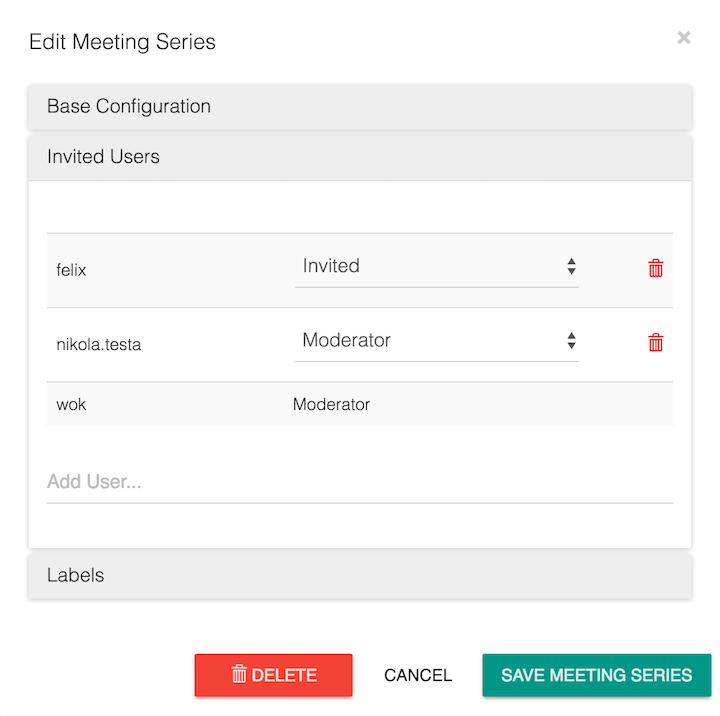 Edit Meeting Series
Base Configuration
Invited Users
felix Invited
nikola.testa Moderator
wok Moderator
Add User...
Labels
DELETE CANCEL SAVE MEETING SERIES